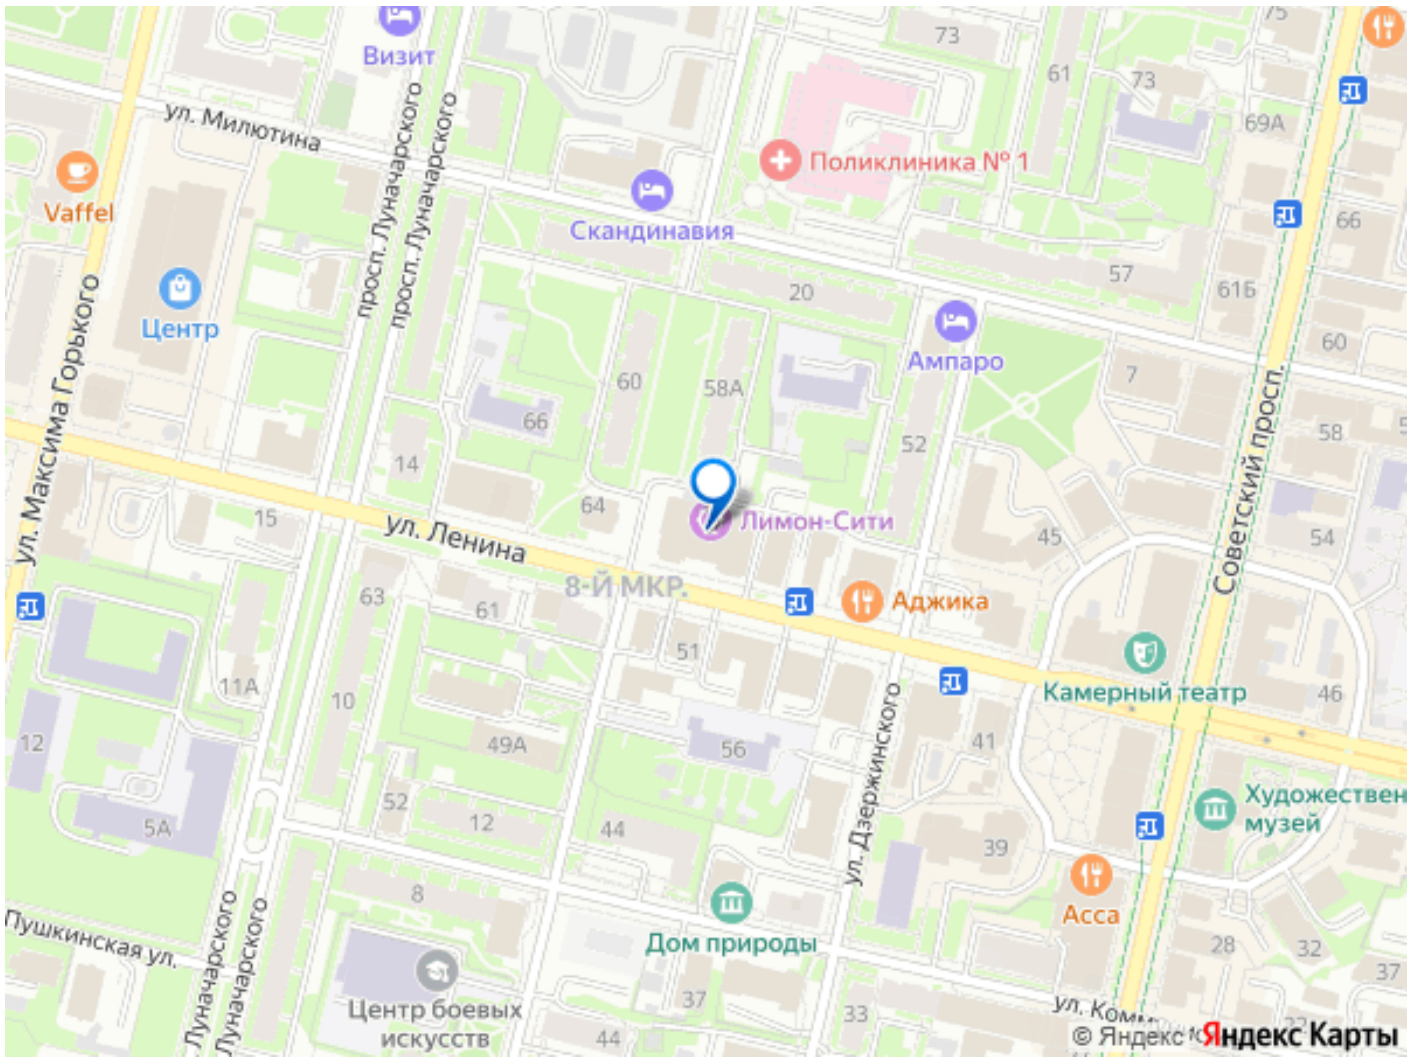 75
73
Визит
61
73
69А
ул. Милютина
просп. Луначарского
просп. Луначарского
Поликлиника № 1
Vaffel
Скандинавия
66
57
61Б
20
Центр
60
Ампаро
7
ул. Максима Горького
60
58А
66
52
58
Советский просп.
14
64
15
ул. Ленина
Лимон-Сити
45
54
8-Й МКР.
63
61
Аджика
51
11А
10
Камерный театр
46
ул. Дзержинского
12
49А
56
41
52
12
5А
44
39
Художествен
музей
8
Асса
Пушкинская ул.
Луначарского
Луначарского
Дом природы
28
32
37
Центр боевых
искусств
37
33
44
ул. Комм
© Яндекс
Яндекс Карты